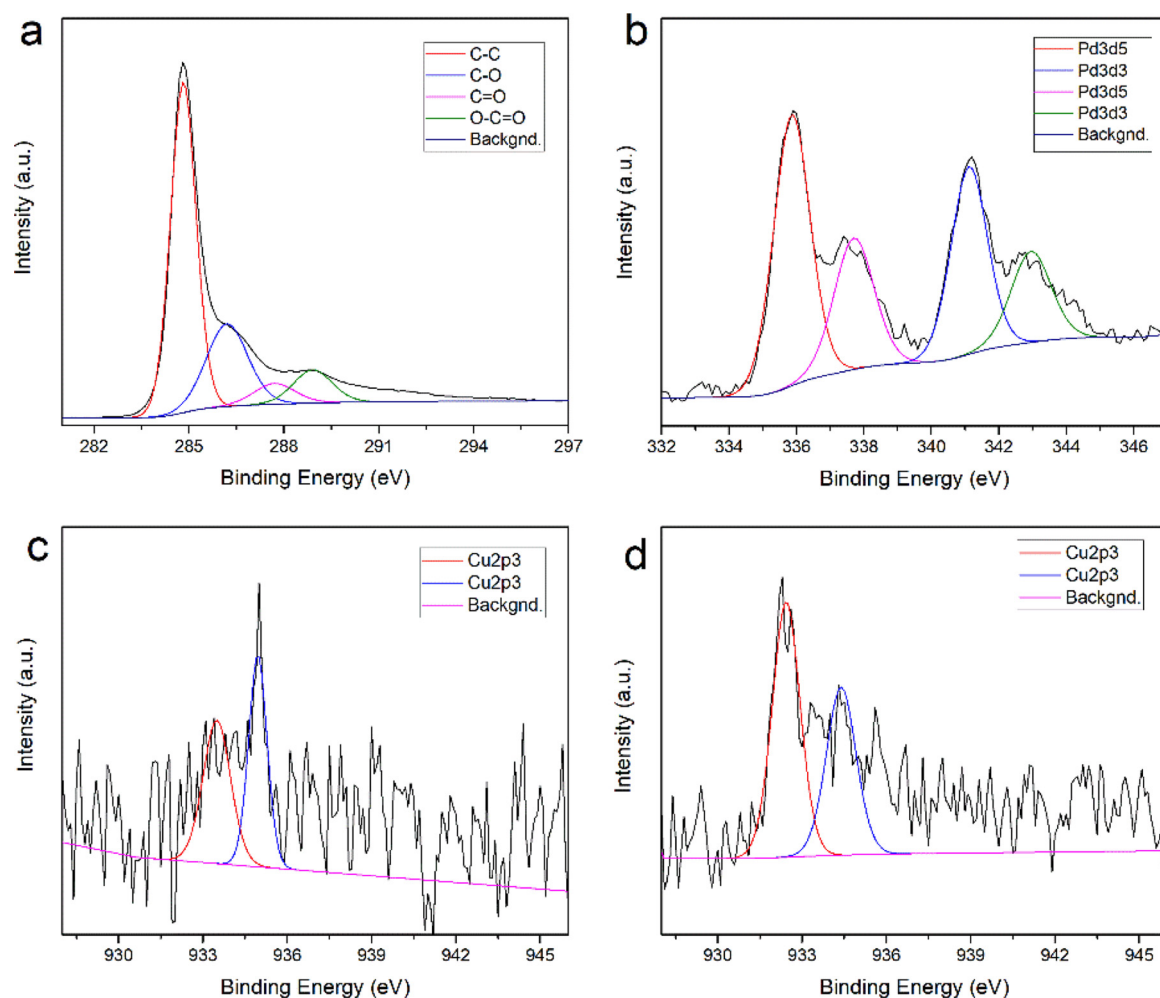 a
C-C
C-O
C=O
O-C=O
Backgnd.
Intensity (a.u.)
282 285 288 291 294 297
Binding Energy (eV)
b
Pd3d5
Pd3d3
Pd3d5
Pd3d3
Backgnd.
Intensity (a.u.)
332 334 336 338 340 342 344 346
Binding Energy (eV)
c
Cu2p3
Cu2p3
Backgnd.
Intensity (a.u.)
930 933 936 939 942 945
Binding Energy (eV)
d
Cu2p3
Cu2p3
Backgnd.
Intensity (a.u.)
930 933 936 939 942 945
Binding Energy (eV)